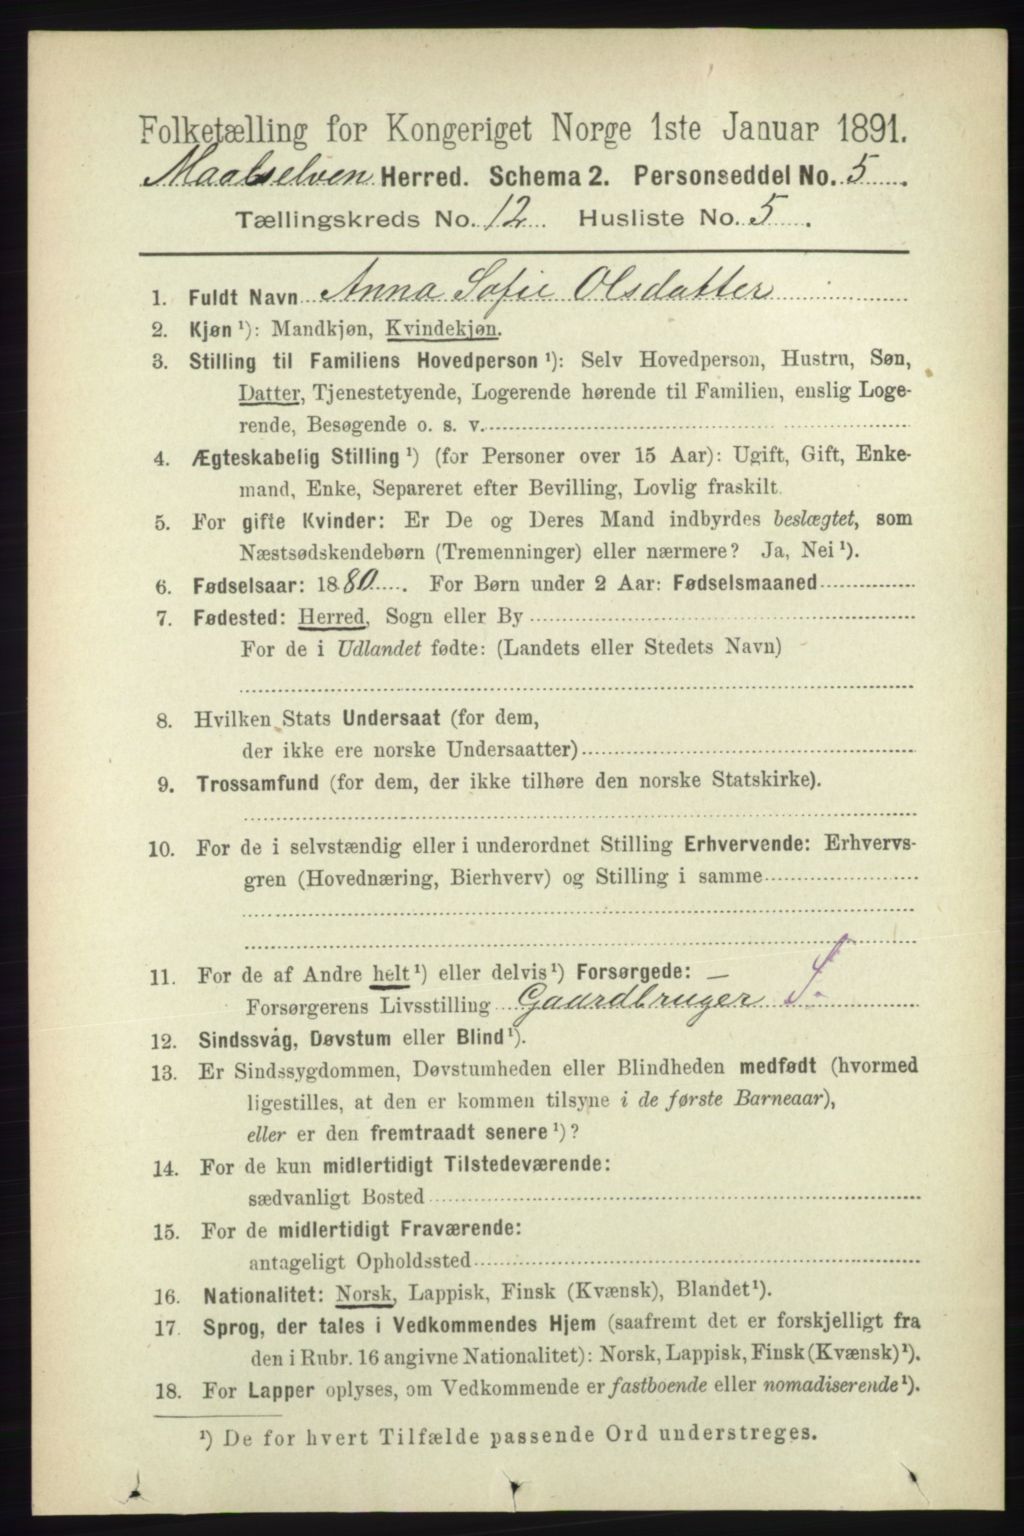 Folketælling for Kongeriget Norge 1ste Januar 1891.
Maalselven Herred. Schema 2. Personseddel No. 5
Tællingskreds No. 12 Husliste No. 5
1. Fuldt Navn Anna Sofie Olsdatter
2. Kjøn ¹): Mandkjøn, Kvindekjøn.
3. Stilling til Familiens Hovedperson ¹): Selv Hovedperson, Hustru, Søn,
Datter, Tjenestetyende, Logerende hørende til Familien, enslig Loge-
rende, Besøgende o. s. v.
4. Ægteskabelig Stilling ¹) (for Personer over 15 Aar): Ugift, Gift, Enke-
mand, Enke, Separeret efter Bevilling, Lovlig fraskilt.
5. For gifte Kvinder: Er De og Deres Mand indbyrdes beslægtet, som
Næstsødskendebørn (Tremenninger) eller nærmere? Ja, Nei ¹).
6. Fødselsaar: 1880. For Børn under 2 Aar: Fødselsmaaned
7. Fødested: Herred, Sogn eller By
For de i Udlandet fødte: (Landets eller Stedets Navn)
8. Hvilken Stats Undersaat (for dem,
der ikke ere norske Undersaatter)
9. Trossamfund (for dem, der ikke tilhøre den norske Statskirke).
10. For de i selvstændig eller i underordnet Stilling Erhvervende: Erhvervs-
gren (Hovednæring, Bierhverv) og Stilling i samme
11. For de af Andre helt ¹) eller delvis ¹) Forsørgede: —
Forsørgerens Livsstilling Gaardbruger S.
12. Sindssvag, Døvstum eller Blind ¹).
13. Er Sindssygdommen, Døvstumheden eller Blindheden medfødt (hvormed
ligestilles, at den er kommen tilsyne i de første Barneaar),
eller er den fremtraadt senere ¹)?
14. For de kun midlertidigt Tilstedeværende:
sædvanligt Bosted
15. For de midlertidigt Fraværende:
antageligt Opholdssted
16. Nationalitet: Norsk, Lappisk, Finsk (Kvænsk), Blandet ¹).
17. Sprog, der tales i Vedkommendes Hjem (saafremt det er forskjelligt fra
den i Rubr. 16 angivne Nationalitet): Norsk, Lappisk, Finsk (Kvænsk) ¹).
18. For Lapper oplyses, om Vedkommende er fastboende eller nomadiserende ¹).
¹) De for hvert Tilfælde passende Ord understreges.